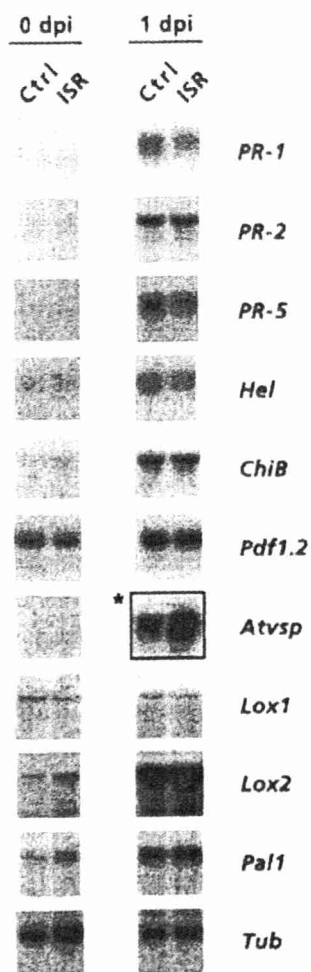 0 dpi 1 dpi
Ctrl ISR Ctrl ISR
PR-1
PR-2
PR-5
Hel
ChiB
Pdf1.2
* Atvsp
Lox1
Lox2
Pal1
Tub